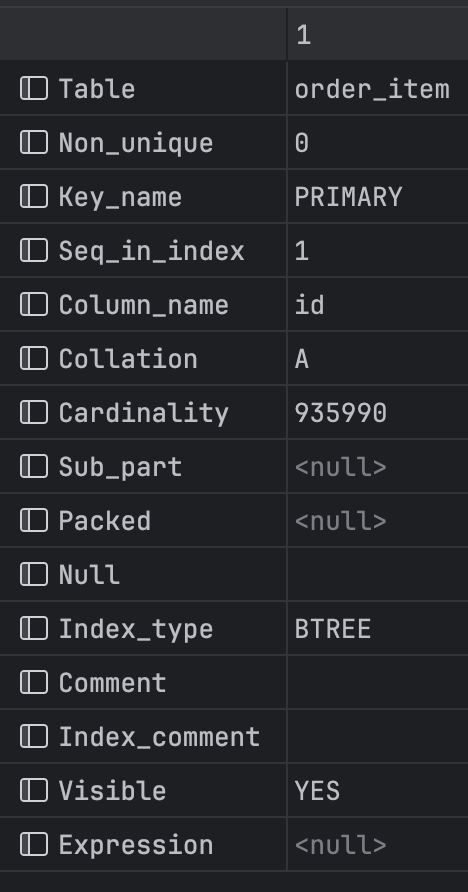 1
Table order_item
Non_unique 0
Key_name PRIMARY
Seq_in_index 1
Column_name id
Collation A
Cardinality 935990
Sub_part <null>
Packed <null>
Null
Index_type BTREE
Comment
Index_comment
Visible YES
Expression <null>